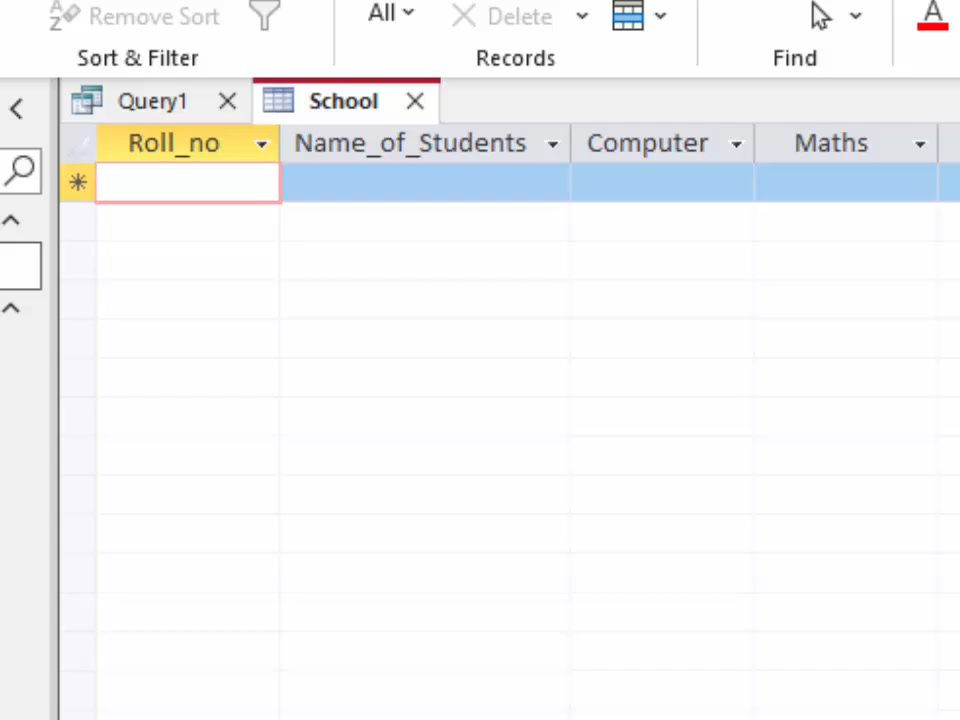 Remove Sort
All
Delete
Sort & Filter
Records
Find
A
Query1
School
Roll_no
Name_of_Students
Computer
Maths